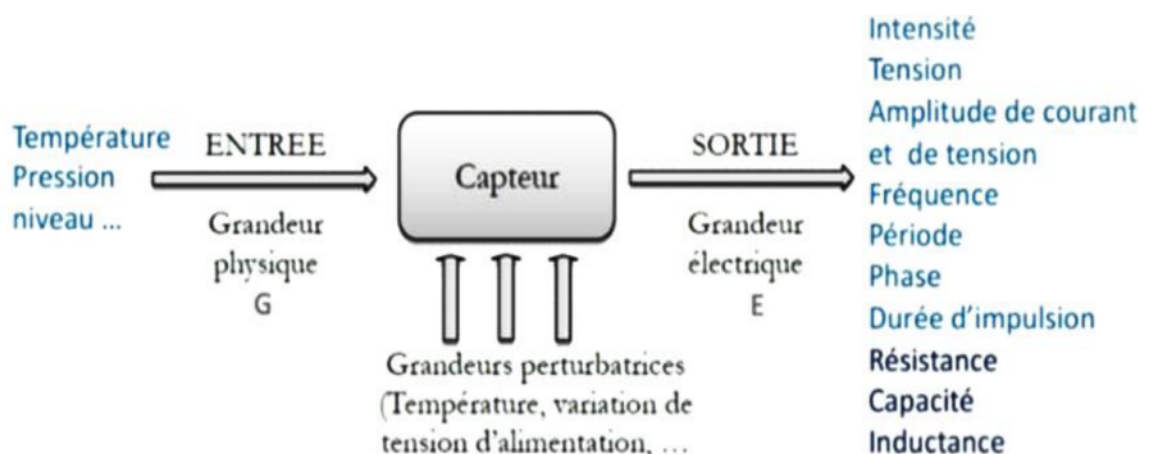 Température
Pression
niveau ...
ENTREE
Grandeur
physique
G
Capteur
Grandeurs perturbatrices
(Température, variation de
tension d'alimentation, ...
SORTIE
Grandeur
électrique
E
Intensité
Tension
Amplitude de courant
et de tension
Fréquence
Période
Phase
Durée d'impulsion
Résistance
Capacité
Inductance